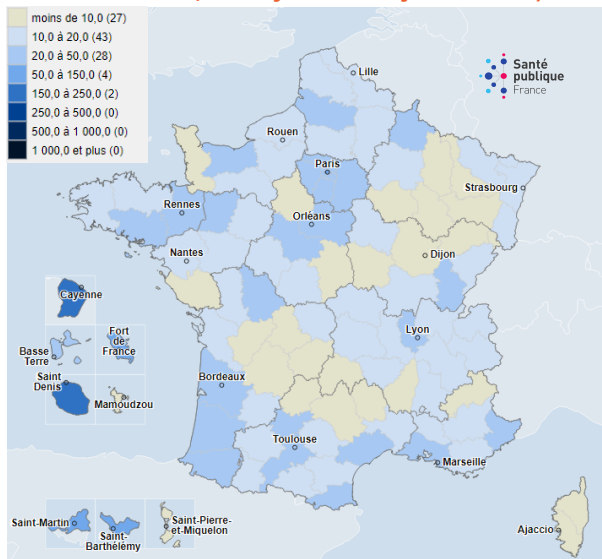 moins de 10,0 (27)
10,0 à 20,0 (43)
20,0 à 50,0 (28)
50,0 à 150,0 (4)
150,0 à 250,0 (2)
250,0 à 500,0 (0)
500,0 à 1 000,0 (0)
1 000,0 et plus (0)
Santé
publique
France
Lille
Rouen
Paris
Strasbourg
Rennes
Orléans
Nantes
Dijon
Cayenne
Lyon
Basse
Terre
Fort
de
France
Saint
Denis
Bordeaux
Mamoudzou
Toulouse
Marseille
Saint-Martin
Saint-
Barthélémy
Saint-Pierre-
et-Miquelon
Ajaccio